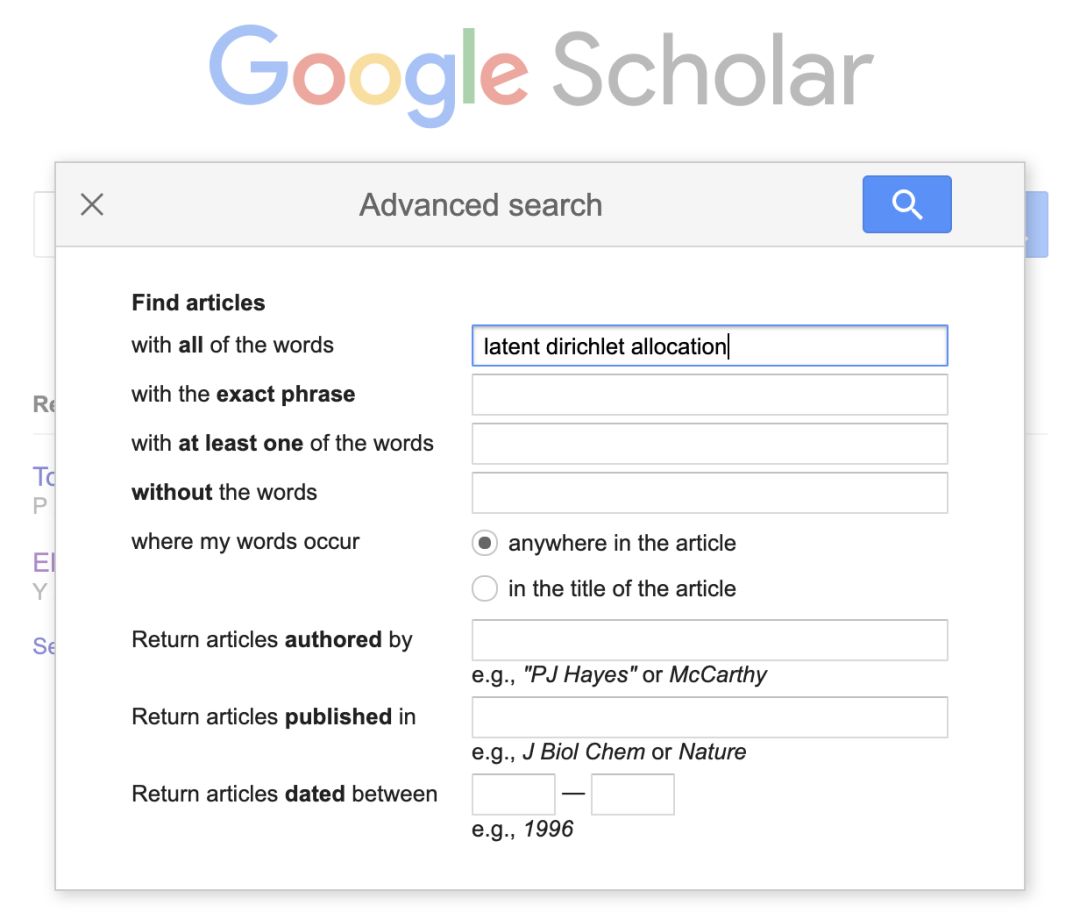 Google Scholar
Advanced search
Find articles
with all of the words latent dirichlet allocation
with the exact phrase
with at least one of the words
without the words
where my words occur anywhere in the article
in the title of the article
Return articles authored by
e.g., "PJ Hayes" or McCarthy
Return articles published in
e.g., J Biol Chem or Nature
Return articles dated between —
e.g., 1996